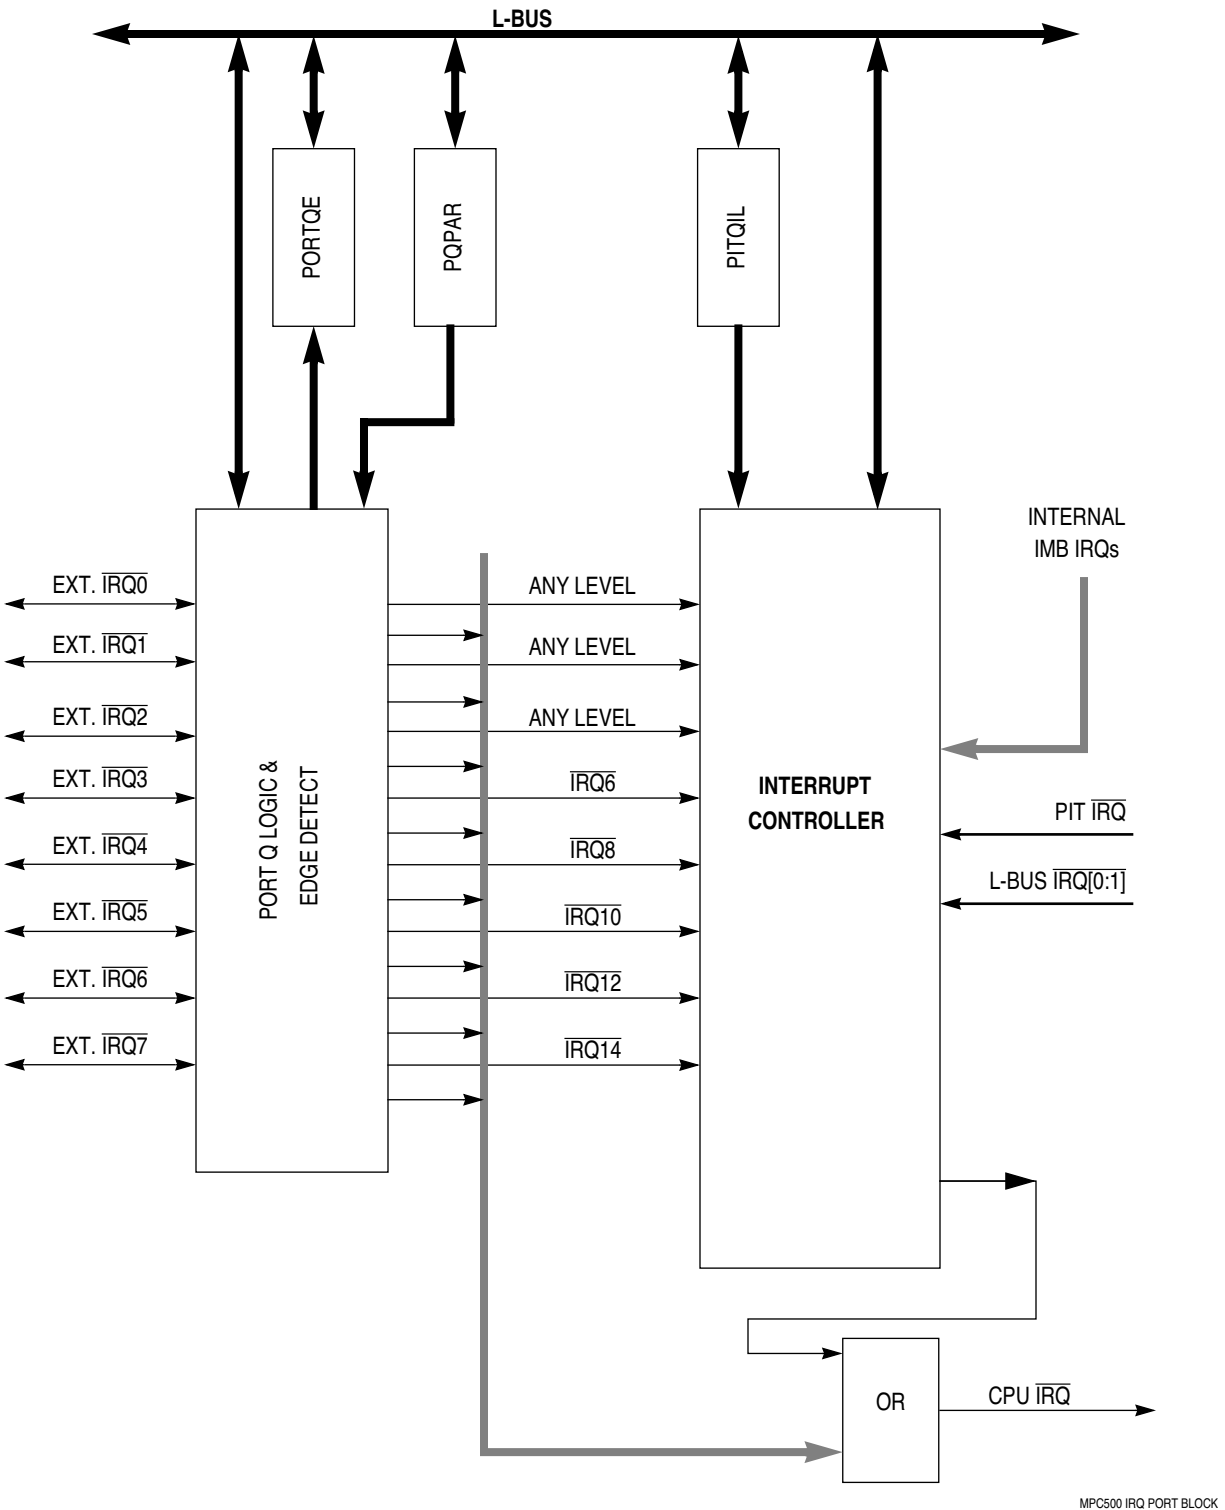 L-BUS
PORTQE
PQPAR
PITQIL
INTERNAL
IMB IRQs
EXT. IRQ0
EXT. IRQ1
EXT. IRQ2
EXT. IRQ3
EXT. IRQ4
EXT. IRQ5
EXT. IRQ6
EXT. IRQ7
PORT Q LOGIC &
EDGE DETECT
ANY LEVEL
ANY LEVEL
ANY LEVEL
IRQ6
IRQ8
IRQ10
IRQ12
IRQ14
INTERRUPT
CONTROLLER
PIT IRQ
L-BUS IRQ[0:1]
OR
CPU IRQ
MPC500 IRQ PORT BLOCK